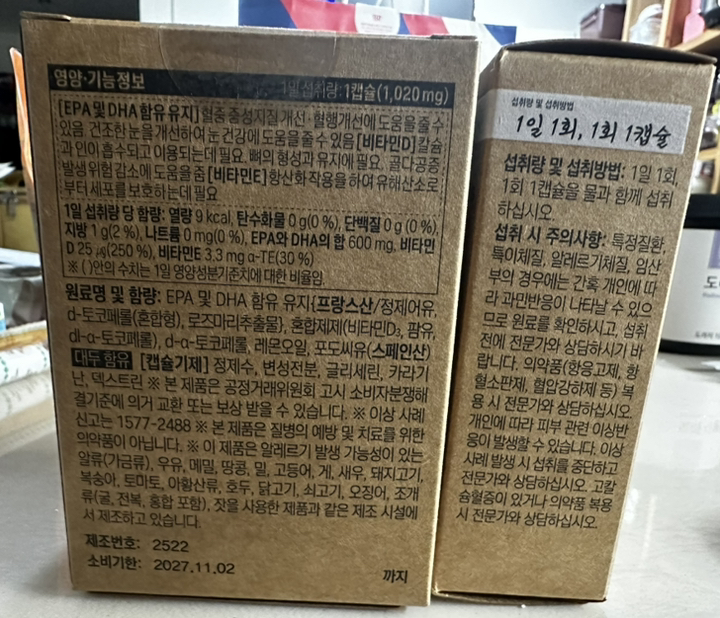 영양·기능정보 1일 섭취량: 1캡슐(1,020mg)
[EPA 및 DHA 함유 유지] 혈중 중성지질 개선·혈행개선에 도움을 줄 수
있음. 건조한 눈을 개선하여 눈 건강에 도움을 줄 수 있음 [비타민D] 칼슘
과 인이 흡수되고 이용되는데 필요. 뼈의 형성과 유지에 필요. 골다공증
발생 위험 감소에 도움을 줌 [비타민E] 항산화 작용을 하여 유해산소로
부터 세포를 보호하는데 필요
1일 섭취량 당 함량: 열량 9 kcal, 탄수화물 0 g(0 %), 단백질 0 g (0 %),
지방 1 g(2 %), 나트륨 0 mg(0 %), EPA와 DHA의 합 600 mg, 비타민
D 25 ㎍(250 %), 비타민E 3.3 mg α-TE(30 %)
※ ( )안의 수치는 1일 영양성분기준치에 대한 비율임.
원료명 및 함량: EPA 및 DHA 함유 유지{프랑스산/정제어유,
d-토코페롤(혼합형), 로즈마리추출물}, 혼합제제(비타민D₃, 팜유,
dl-α-토코페롤), d-α-토코페롤, 레몬오일, 포도씨유(스페인산)
대두 함유 [캡슐기제] 정제수, 변성전분, 글리세린, 카라기
난, 덱스트린 ※ 본 제품은 공정거래위원회 고시 소비자분쟁해
결기준에 의거 교환 또는 보상 받을 수 있습니다. ※ 이상 사례
신고는 1577-2488 ※ 본 제품은 질병의 예방 및 치료를 위한
의약품이 아닙니다. ※ 이 제품은 알레르기 발생 가능성이 있는
알류(가금류), 우유, 메밀, 땅콩, 밀, 고등어, 게, 새우, 돼지고기,
복숭아, 토마토, 아황산류, 호두, 닭고기, 쇠고기, 오징어, 조개
류(굴, 전복, 홍합 포함), 잣을 사용한 제품과 같은 제조 시설에
서 제조하고 있습니다.
제조번호: 2522
소비기한: 2027.11.02 까지
섭취량 및 섭취방법
1일 1회, 1회 1캡슐
섭취량 및 섭취방법: 1일 1회,
1회 1캡슐을 물과 함께 섭취
하십시오.
섭취 시 주의사항: 특정질환,
특이체질, 알레르기체질, 임산
부의 경우에는 간혹 개인에 따
라 과민반응이 나타날 수 있으
므로 원료를 확인하시고, 섭취
전에 전문가와 상담하시기 바
랍니다. 의약품(항응고제, 항
혈소판제, 혈압강하제 등) 복
용 시 전문가와 상담하십시오.
개인에 따라 피부 관련 이상반
응이 발생할 수 있습니다. 이상
사례 발생 시 섭취를 중단하고
전문가와 상담하십시오. 고칼
슘혈증이 있거나 의약품 복용
시 전문가와 상담하십시오.